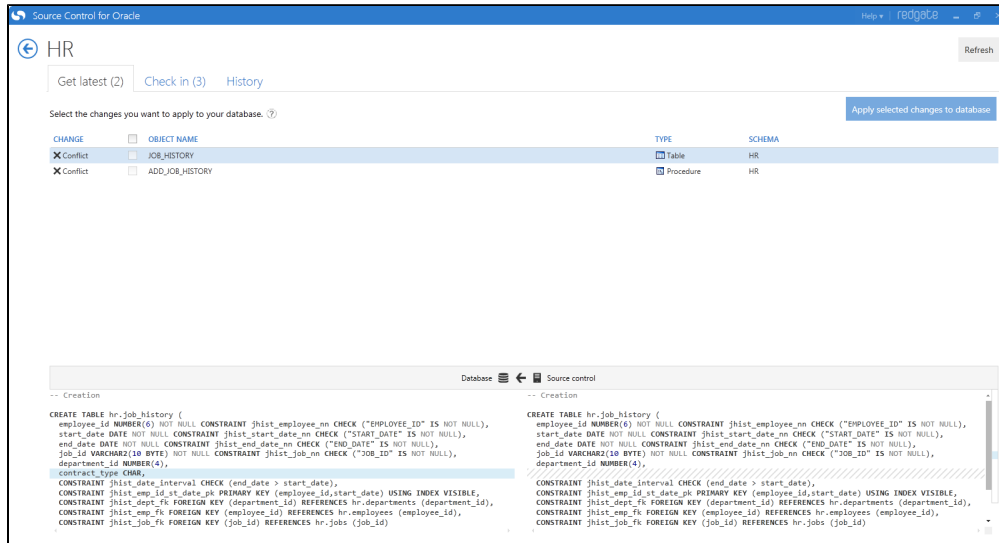 Source Control for Oracle
Help
redgate
HR
Refresh
Get latest (2)
Check in (3)
History
Select the changes you want to apply to your database. ?
Apply selected changes to database
CHANGE OBJECT NAME TYPE SCHEMA
Conflict JOB_HISTORY Table HR
Conflict ADD_JOB_HISTORY Procedure HR
Database Source control
-- Creation
CREATE TABLE hr.job_history (
employee_id NUMBER(6) NOT NULL CONSTRAINT jhist_employee_nn CHECK ("EMPLOYEE_ID" IS NOT NULL),
start_date DATE NOT NULL CONSTRAINT jhist_start_date_nn CHECK ("START_DATE" IS NOT NULL),
end_date DATE NOT NULL CONSTRAINT jhist_end_date_nn CHECK ("END_DATE" IS NOT NULL),
job_id VARCHAR2(10 BYTE) NOT NULL CONSTRAINT jhist_job_nn CHECK ("JOB_ID" IS NOT NULL),
department_id NUMBER(4),
contract_type CHAR,
CONSTRAINT jhist_date_interval CHECK (end_date > start_date),
CONSTRAINT jhist_emp_id_st_date_pk PRIMARY KEY (employee_id,start_date) USING INDEX VISIBLE,
CONSTRAINT jhist_dept_fk FOREIGN KEY (department_id) REFERENCES hr.departments (department_id),
CONSTRAINT jhist_emp_fk FOREIGN KEY (employee_id) REFERENCES hr.employees (employee_id),
CONSTRAINT jhist_job_fk FOREIGN KEY (job_id) REFERENCES hr.jobs (job_id)
-- Creation
CREATE TABLE hr.job_history (
employee_id NUMBER(6) NOT NULL CONSTRAINT jhist_employee_nn CHECK ("EMPLOYEE_ID" IS NOT NULL),
start_date DATE NOT NULL CONSTRAINT jhist_start_date_nn CHECK ("START_DATE" IS NOT NULL),
end_date DATE NOT NULL CONSTRAINT jhist_end_date_nn CHECK ("END_DATE" IS NOT NULL),
job_id VARCHAR2(10 BYTE) NOT NULL CONSTRAINT jhist_job_nn CHECK ("JOB_ID" IS NOT NULL),
department_id NUMBER(4),
CONSTRAINT jhist_date_interval CHECK (end_date > start_date),
CONSTRAINT jhist_emp_id_st_date_pk PRIMARY KEY (employee_id,start_date) USING INDEX VISIBLE,
CONSTRAINT jhist_dept_fk FOREIGN KEY (department_id) REFERENCES hr.departments (department_id),
CONSTRAINT jhist_emp_fk FOREIGN KEY (employee_id) REFERENCES hr.employees (employee_id),
CONSTRAINT jhist_job_fk FOREIGN KEY (job_id) REFERENCES hr.jobs (job_id)